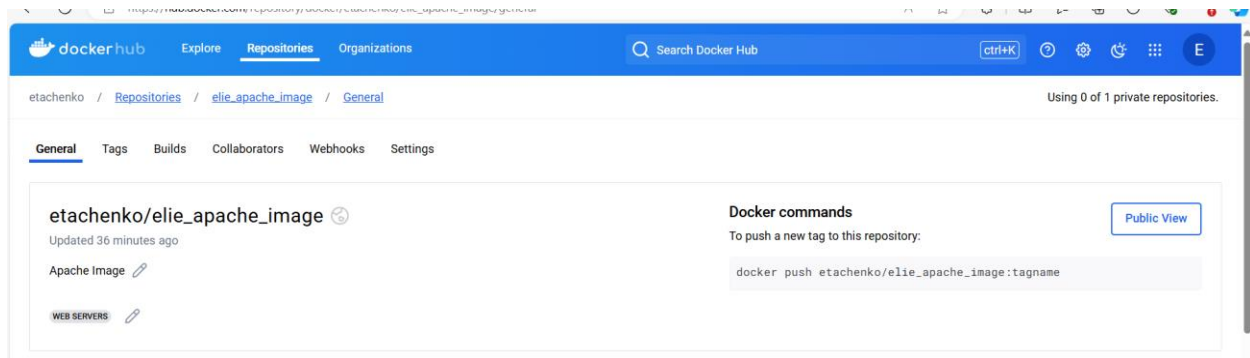 dockerhub Explore Repositories Organizations Search Docker Hub ctrl+K E
etachenko / Repositories / elie_apache_image / General Using 0 of 1 private repositories.
General Tags Builds Collaborators Webhooks Settings
etachenko/elie_apache_image
Updated 36 minutes ago
Apache Image
WEB SERVERS
Docker commands
Public View
To push a new tag to this repository:
docker push etachenko/elie_apache_image:tagname